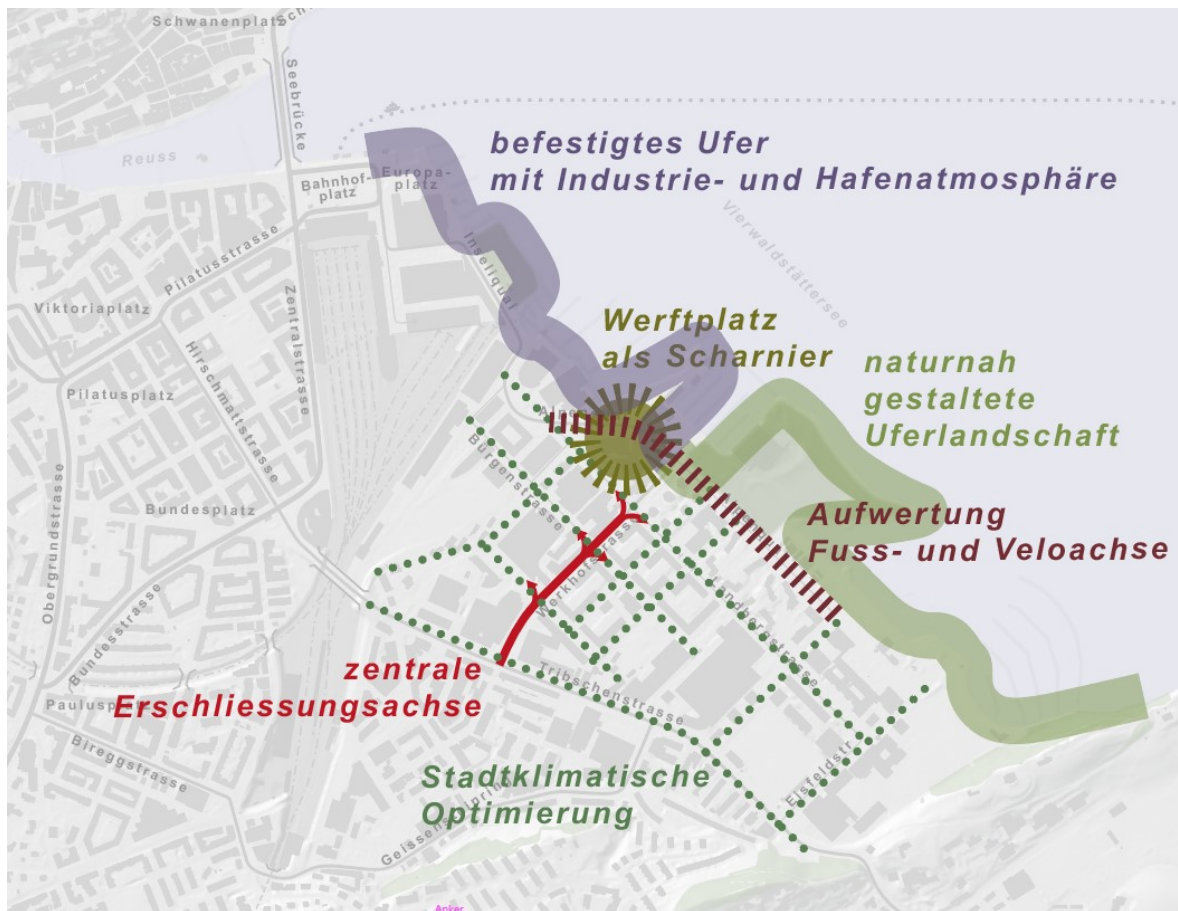 Schwanenplatz
Seebrücke
Reuss
Bahnhof-
platz
Europa-
platz
befestigtes Ufer
mit Industrie- und Hafenatmosphäre
Inseliquai
Vierwaldstättersee
Pilatusstrasse
Viktoriaplatz
Zentralstrasse
Hirschmattstrasse
Werftplatz
als Scharnier
naturnah
gestaltete
Uferlandschaft
Pilatusplatz
Bürgenstrasse
Obergrundstrasse
Bundesplatz
Aufwertung
Fuss- und Veloachse
Werkhofstrasse
Landbergstrasse
Bundesstrasse
zentrale
Erschliessungsachse
Tribschenstrasse
Bireggstrasse
Stadtklimatische
Optimierung
Eisfeldstr.
Anker